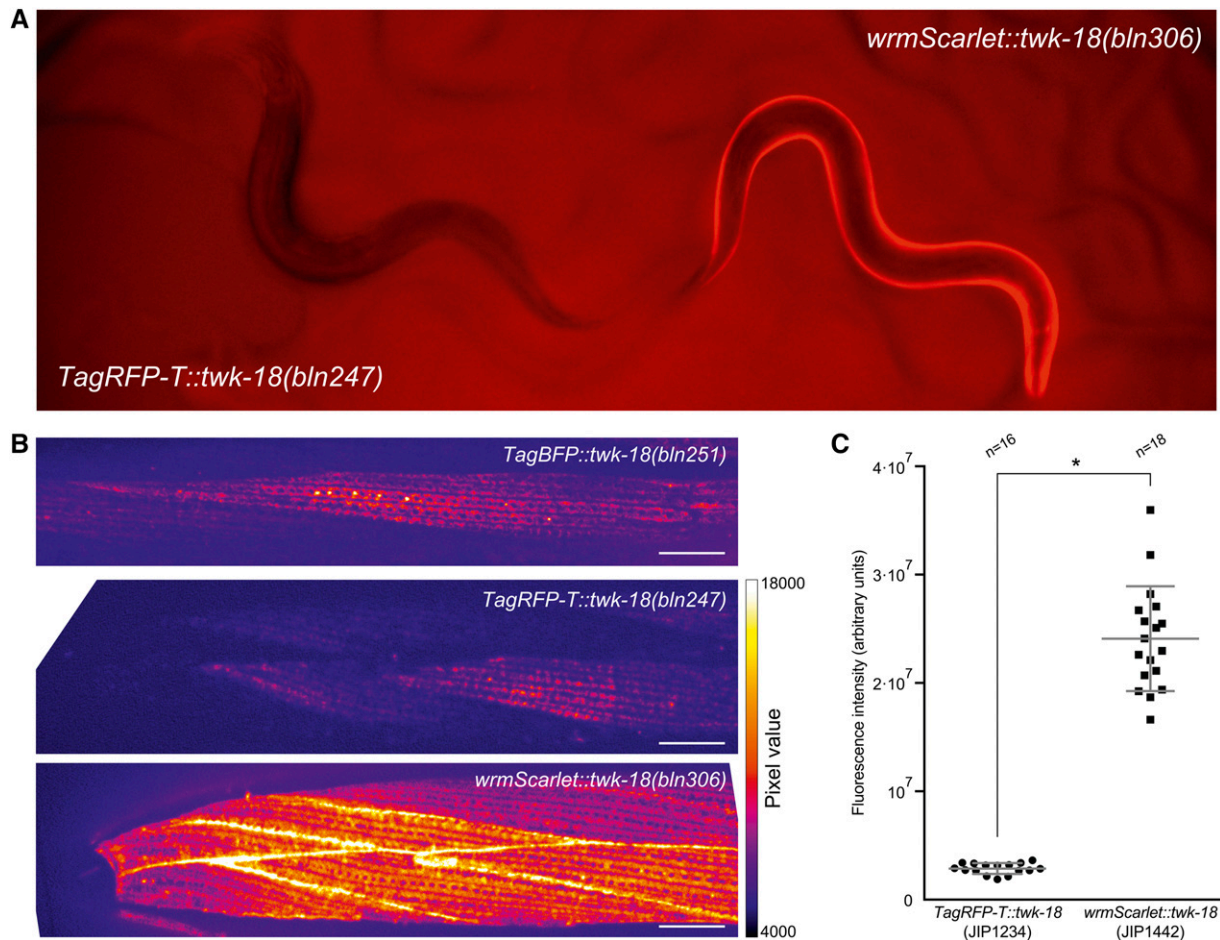 A
wrmScarlet::twk-18(bln306)
TagRFP-T::twk-18(bln247)
B
TagBFP::twk-18(bln251)
TagRFP-T::twk-18(bln247)
wrmScarlet::twk-18(bln306)
18000
Pixel value
4000
C
n=16
n=18
*
4·10⁷
3·10⁷
2·10⁷
10⁷
0
Fluorescence intensity (arbitrary units)
TagRFP-T::twk-18
(JIP1234)
wrmScarlet::twk-18
(JIP1442)